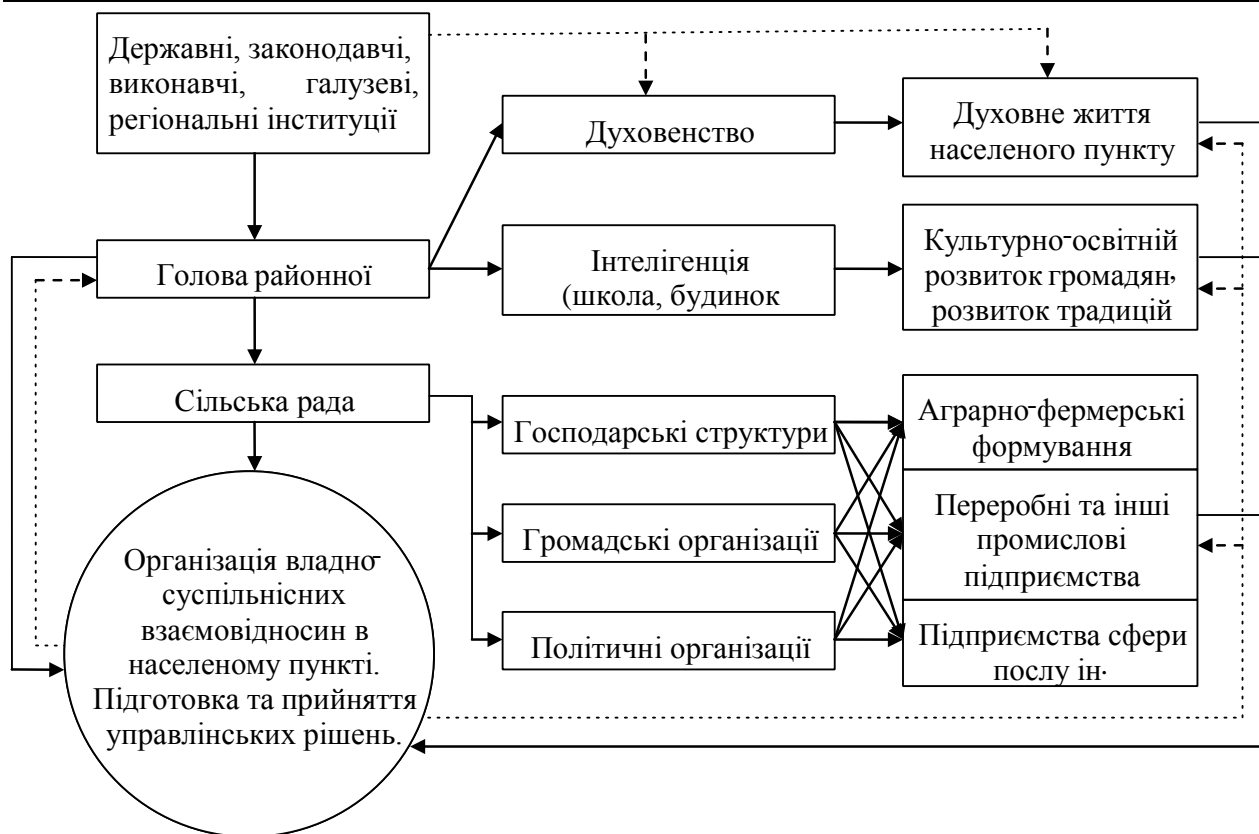 Державні, законодавчі,
виконавчі, галузеві,
регіональні інституції
Духовенство
Духовне життя
населеного пункту
Голова районної
Інтелігенція
(школа, будинок
Культурно-освітній
розвиток громадян,
розвиток традицій
Сільська рада
Господарські структури
Аграрно-фермерські
формування
Громадські організації
Переробні та інші
промислові
підприємства
Політичні організації
Підприємства сфери
послу ін.
Організація владно-
суспільнісних
взаємовідносин в
населеному пункті.
Підготовка та прийняття
управлінських рішень.